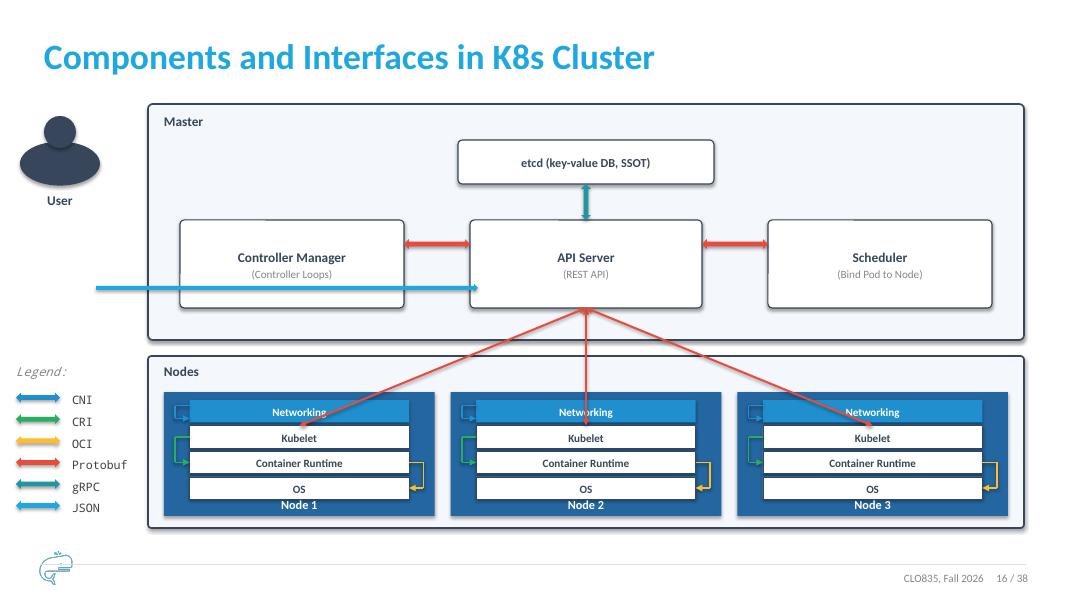 Components and Interfaces in K8s Cluster
Master
etcd (key-value DB, SSOT)
User
Controller Manager
(Controller Loops)
API Server
(REST API)
Scheduler
(Bind Pod to Node)
Legend:
CNI
CRI
OCI
Protobuf
gRPC
JSON
Nodes
Networking
Kubelet
Container Runtime
OS
Node 1
Networking
Kubelet
Container Runtime
OS
Node 2
Networking
Kubelet
Container Runtime
OS
Node 3
CLO835, Fall 2026 16 / 38